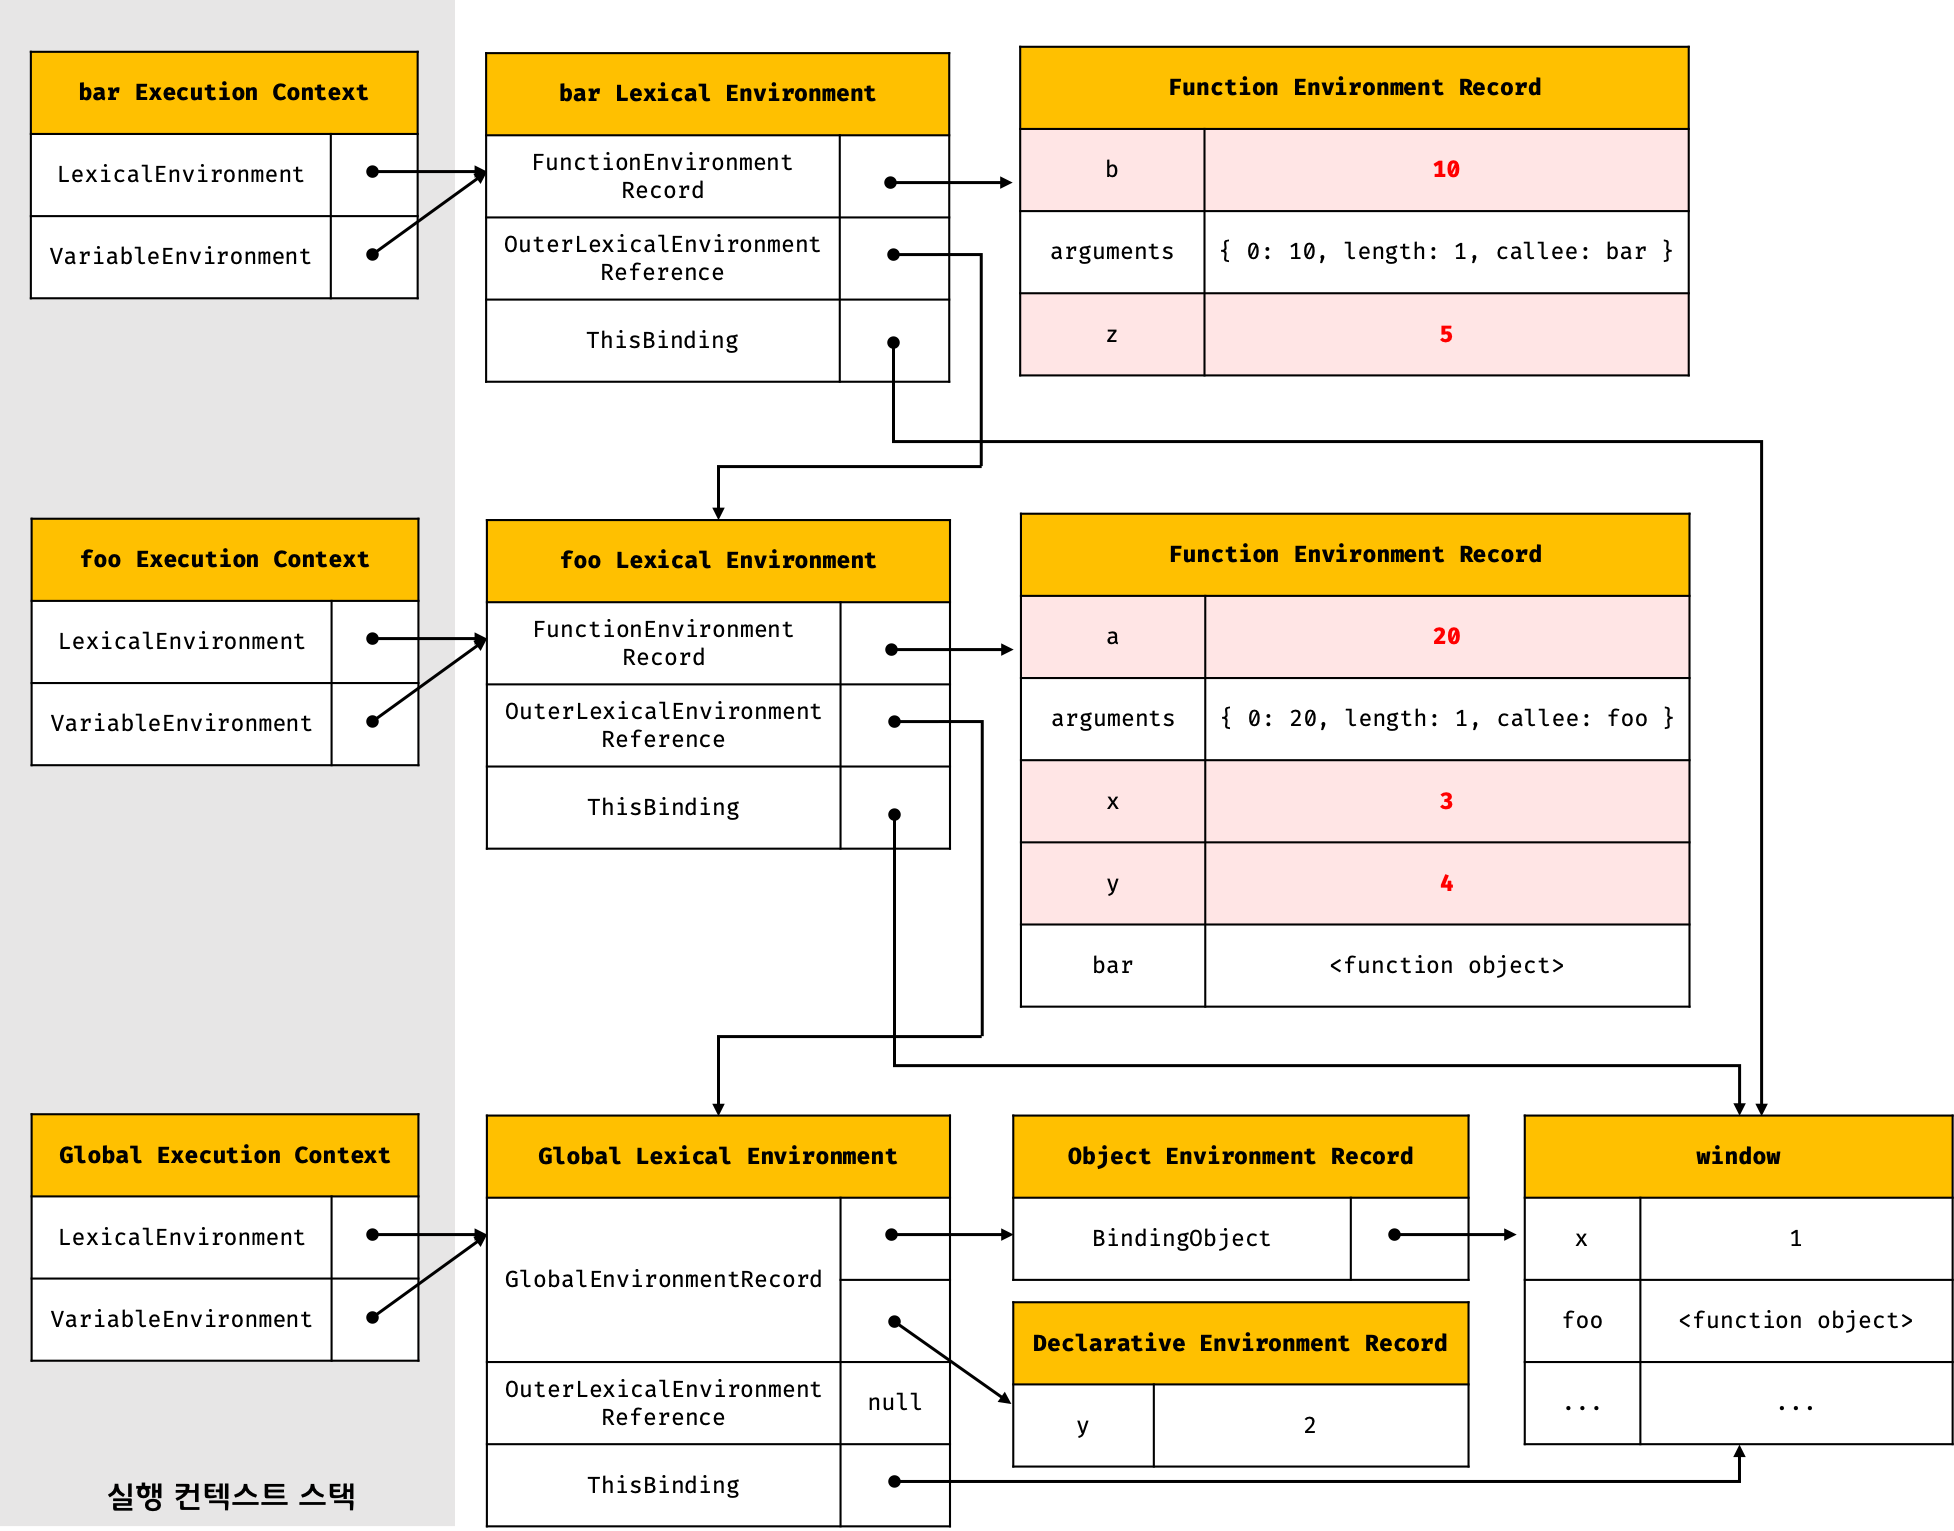 bar Execution Context
LexicalEnvironment
VariableEnvironment
bar Lexical Environment
FunctionEnvironment
Record
OuterLexicalEnvironment
Reference
ThisBinding
Function Environment Record
b 10
arguments { 0: 10, length: 1, callee: bar }
z 5
foo Execution Context
LexicalEnvironment
VariableEnvironment
foo Lexical Environment
FunctionEnvironment
Record
OuterLexicalEnvironment
Reference
ThisBinding
Function Environment Record
a 20
arguments { 0: 20, length: 1, callee: foo }
x 3
y 4
bar <function object>
Global Execution Context
LexicalEnvironment
VariableEnvironment
Global Lexical Environment
GlobalEnvironmentRecord
OuterLexicalEnvironment
Reference
null
ThisBinding
Object Environment Record
BindingObject
Declarative Environment Record
y 2
window
x 1
foo <function object>
... ...
실행 컨텍스트 스택